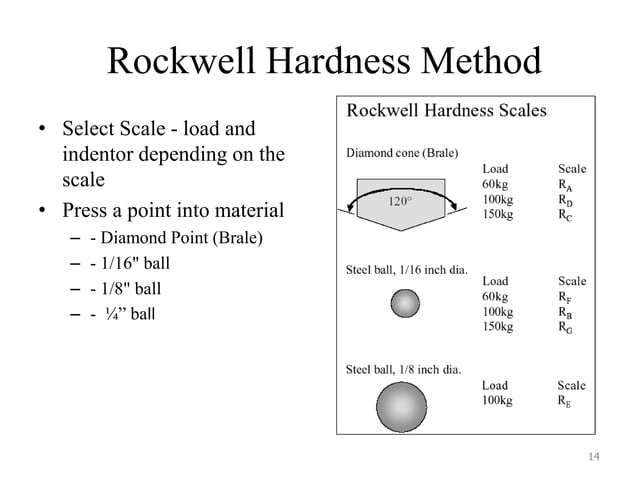 Rockwell Hardness Method
• Select Scale - load and
indentor depending on the
scale
• Press a point into material
– - Diamond Point (Brale)
– - 1/16" ball
– - 1/8" ball
– - ¼” ball
Rockwell Hardness Scales
Diamond cone (Brale)
Load Scale
60kg R_A
100kg R_D
150kg R_C
120°
Steel ball, 1/16 inch dia.
Load Scale
60kg R_F
100kg R_B
150kg R_G
Steel ball, 1/8 inch dia.
Load Scale
100kg R_E
14